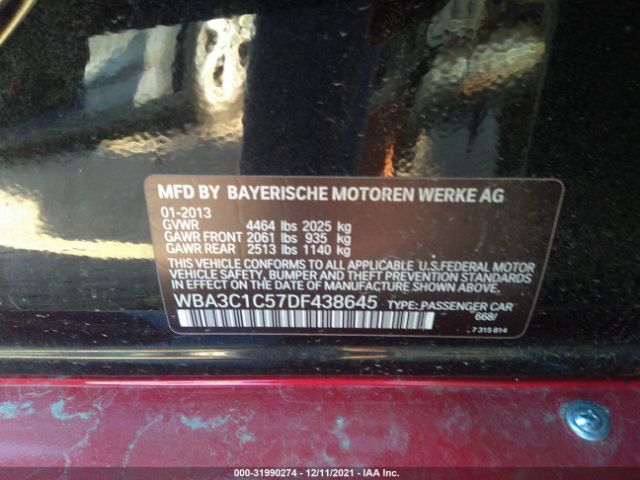 MFD BY BAYERISCHE MOTOREN WERKE AG
01-2013
GVWR 4464 lbs 2025 kg
GAWR FRONT 2061 lbs 935 kg
GAWR REAR 2513 lbs 1140 kg
THIS VEHICLE CONFORMS TO ALL APPLICABLE U.S. FEDERAL MOTOR
VEHICLE SAFETY, BUMPER AND THEFT PREVENTION STANDARDS
IN EFFECT ON THE DATE OF MANUFACTURE SHOWN ABOVE.
WBA3C1C57DF438645 TYPE: PASSENGER CAR
668/
7 315 814
000-31990274 - 12/11/2021 - IAA Inc.